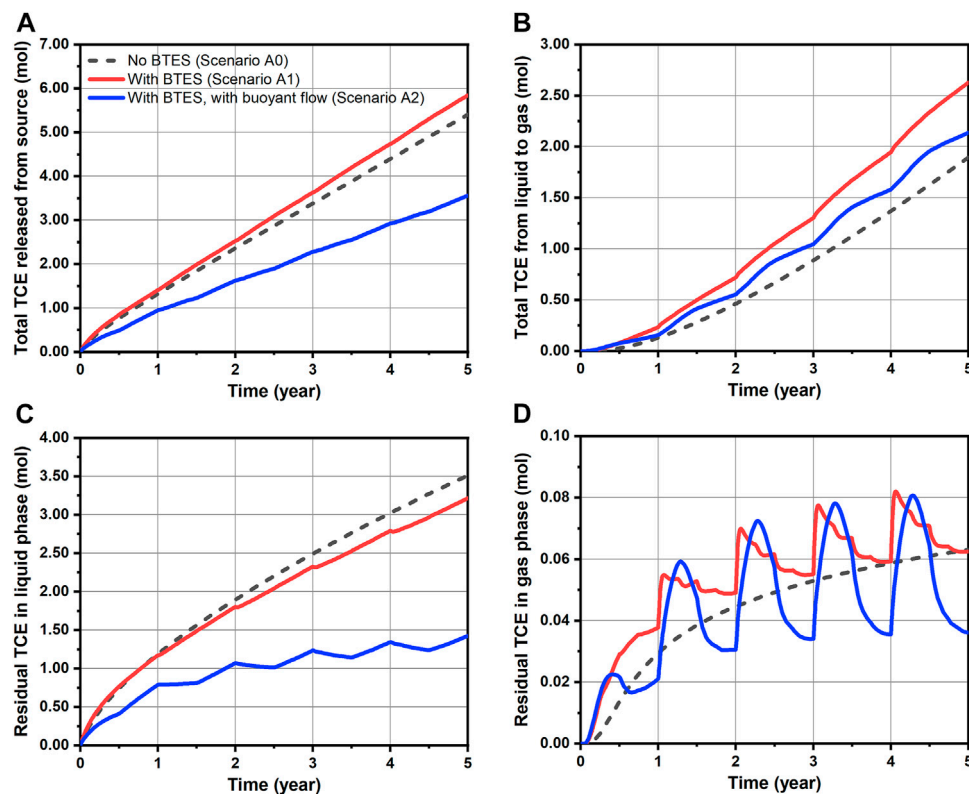 A
Total TCE released from source (mol)
7.00
6.00
5.00
4.00
3.00
2.00
1.00
0.00
No BTES (Scenario A0)
With BTES (Scenario A1)
With BTES, with buoyant flow (Scenario A2)
0 1 2 3 4 5
Time (year)
B
Total TCE from liquid to gas (mol)
3.00
2.50
2.00
1.50
1.00
0.50
0.00
0 1 2 3 4 5
Time (year)
C
Residual TCE in liquid phase (mol)
4.00
3.50
3.00
2.50
2.00
1.50
1.00
0.50
0.00
0 1 2 3 4 5
Time (year)
D
Residual TCE in gas phase (mol)
0.10
0.08
0.06
0.04
0.02
0.00
0 1 2 3 4 5
Time (year)